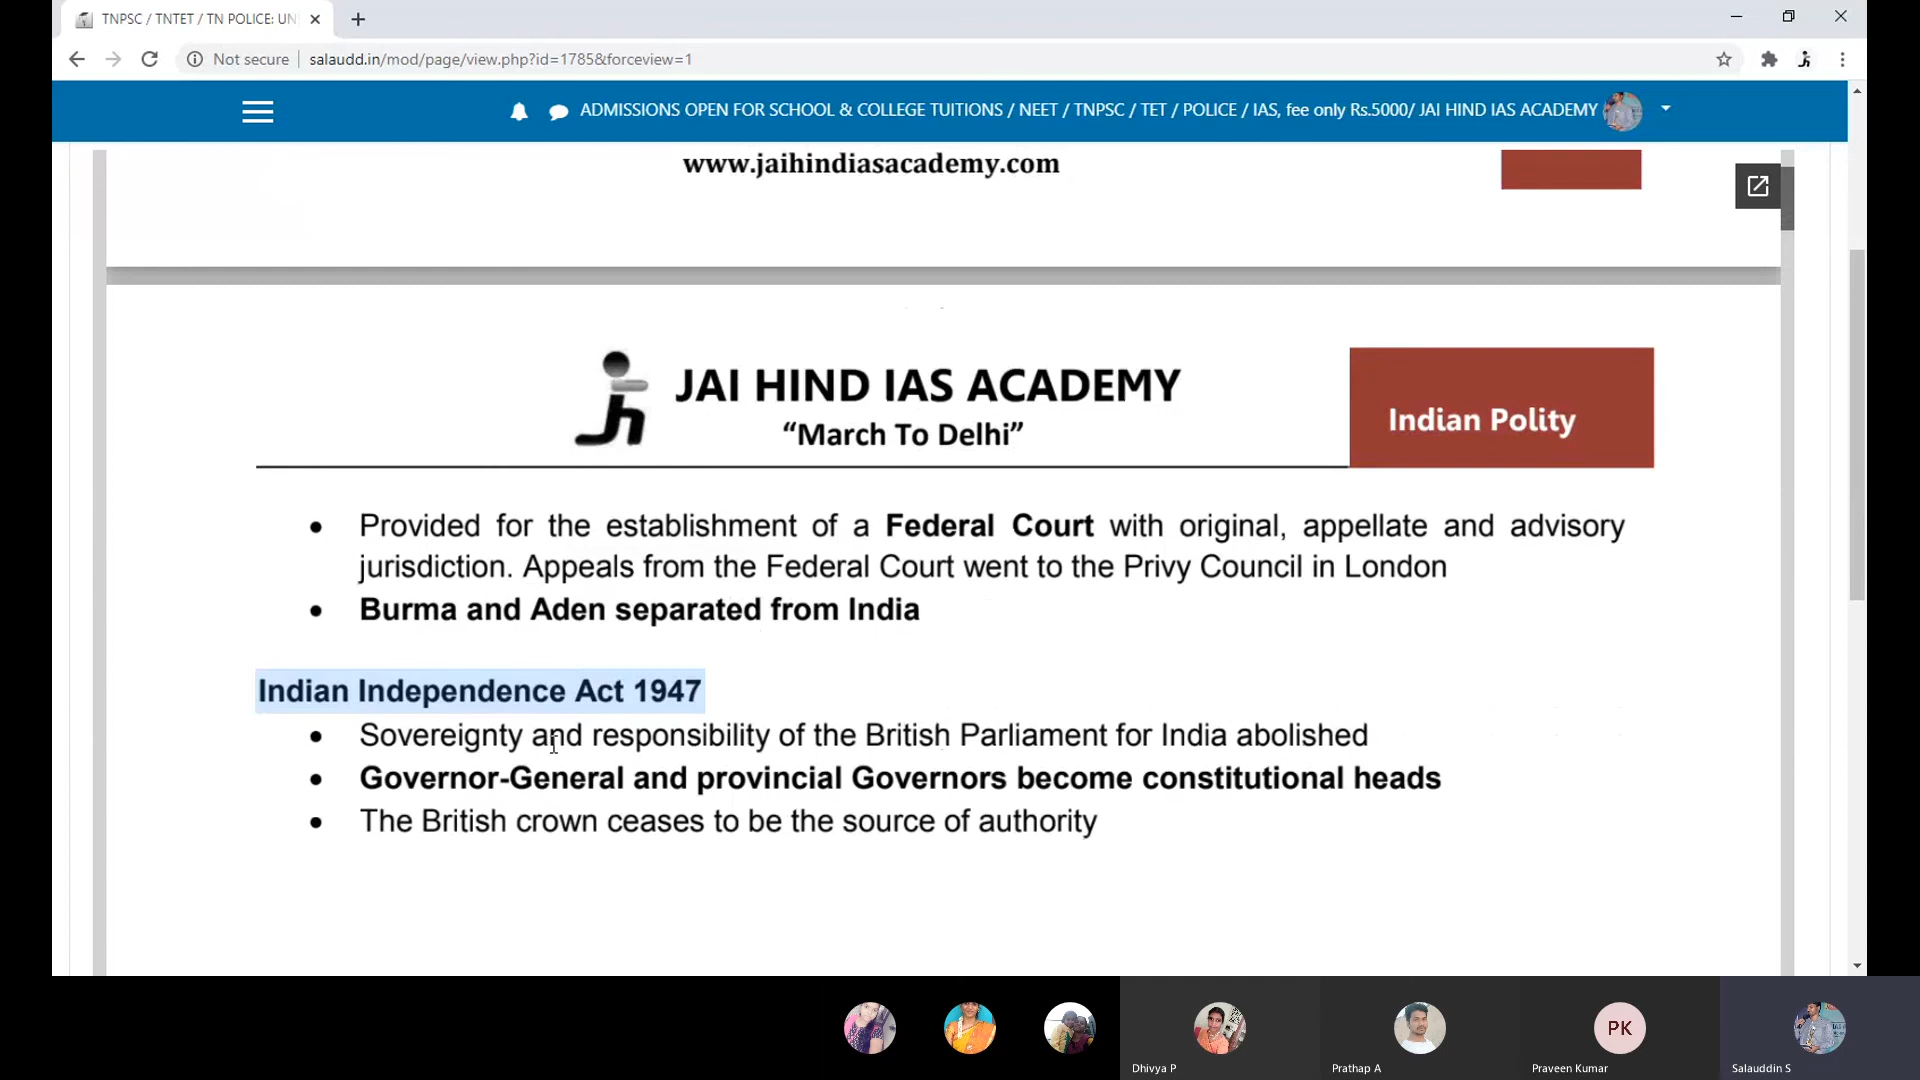 TNPSC / TNTET / TN POLICE: UN
Not secure
salaudd.in/mod/page/view.php?id=1785&forceview=1
ADMISSIONS OPEN FOR SCHOOL & COLLEGE TUITIONS / NEET / TNPSC / TET / POLICE / IAS, fee only Rs.5000/ JAI HIND IAS ACADEMY
www.jaihindiasacademy.com
JAI HIND IAS ACADEMY
“March To Delhi”
Indian Polity
• Provided for the establishment of a Federal Court with original, appellate and advisory
jurisdiction. Appeals from the Federal Court went to the Privy Council in London
• Burma and Aden separated from India
Indian Independence Act 1947
• Sovereignty and responsibility of the British Parliament for India abolished
• Governor-General and provincial Governors become constitutional heads
• The British crown ceases to be the source of authority
PK
Dhivya P
Prathap A
Praveen Kumar
Salauddin S